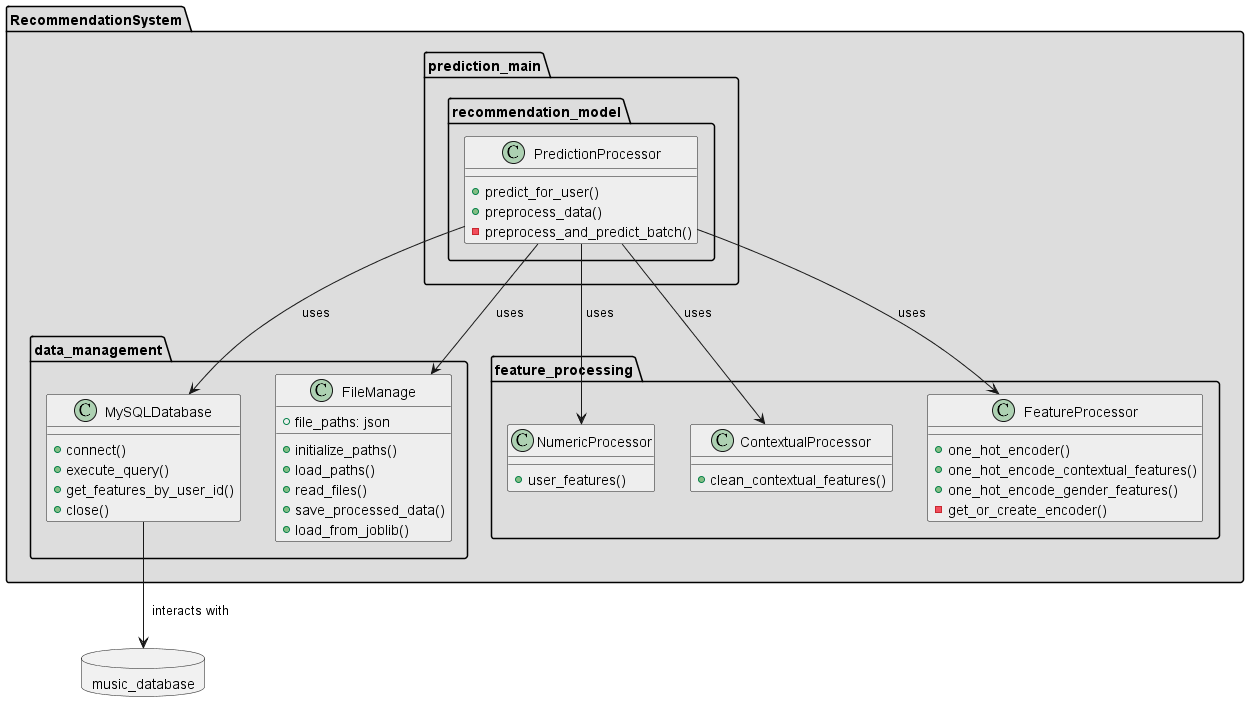 RecommendationSystem
prediction_main
recommendation_model
C PredictionProcessor
predict_for_user()
preprocess_data()
preprocess_and_predict_batch()
uses
uses
uses
uses
uses
data_management
C MySQLDatabase
connect()
execute_query()
get_features_by_user_id()
close()
C FileManage
file_paths: json
initialize_paths()
load_paths()
read_files()
save_processed_data()
load_from_joblib()
feature_processing
C NumericProcessor
user_features()
C ContextualProcessor
clean_contextual_features()
C FeatureProcessor
one_hot_encoder()
one_hot_encode_contextual_features()
one_hot_encode_gender_features()
get_or_create_encoder()
interacts with
music_database